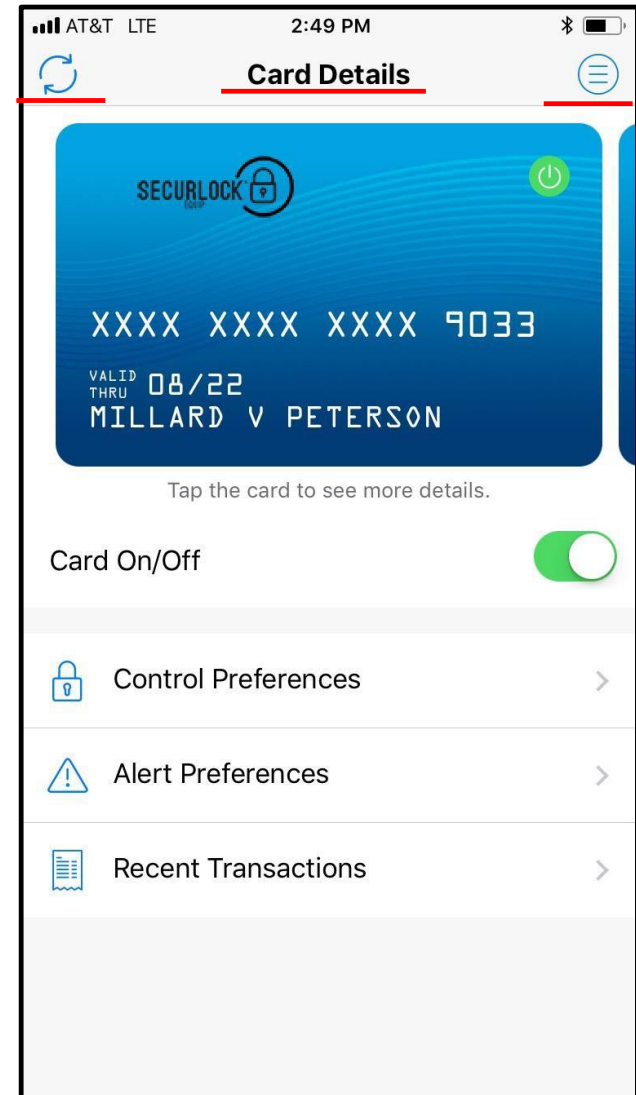 AT&T LTE 2:49 PM
Card Details
SECURLOCK
XXXX XXXX XXXX 9033
VALID THRU 08/22
MILLARD V PETERSON
Tap the card to see more details.
Card On/Off
Control Preferences
Alert Preferences
Recent Transactions